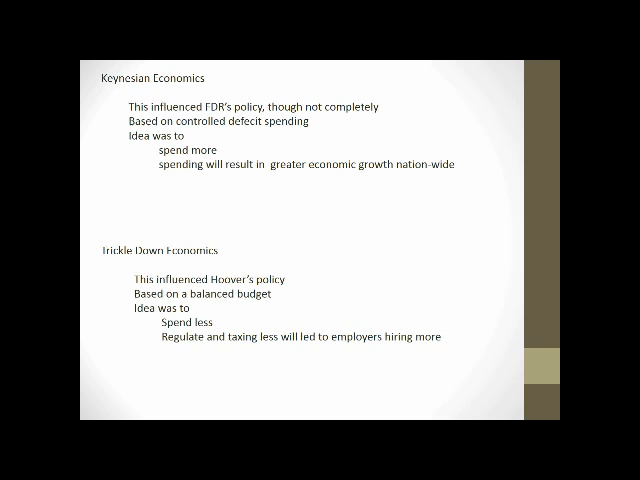 Keynesian Economics
This influenced FDR's policy, though not completely
Based on controlled defecit spending
Idea was to
spend more
spending will result in greater economic growth nation-wide
Trickle Down Economics
This influenced Hoover's policy
Based on a balanced budget
Idea was to
Spend less
Regulate and taxing less will led to employers hiring more